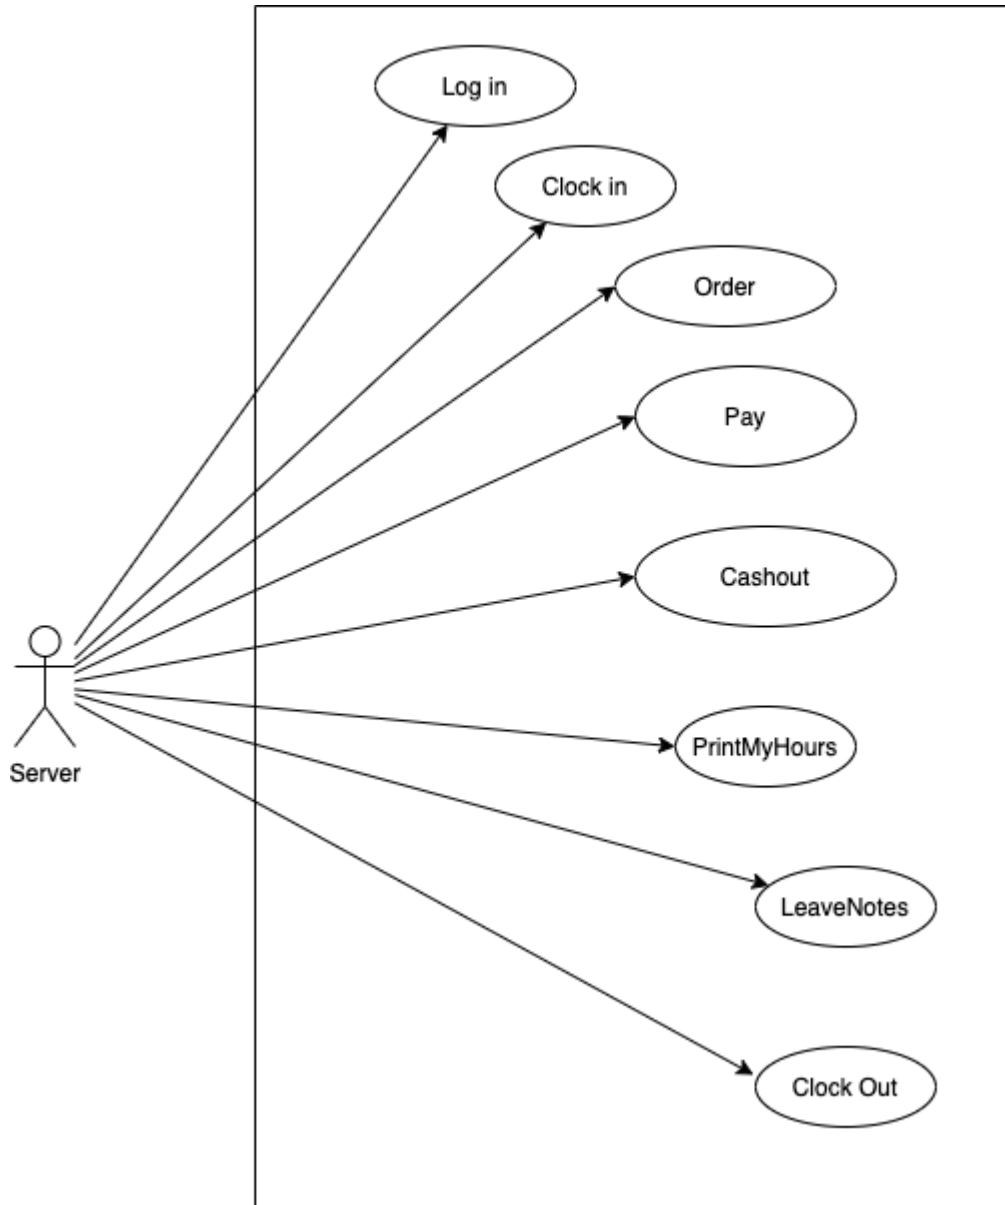 Log in
Clock in
Order
Pay
Cashout
PrintMyHours
Server
LeaveNotes
Clock Out